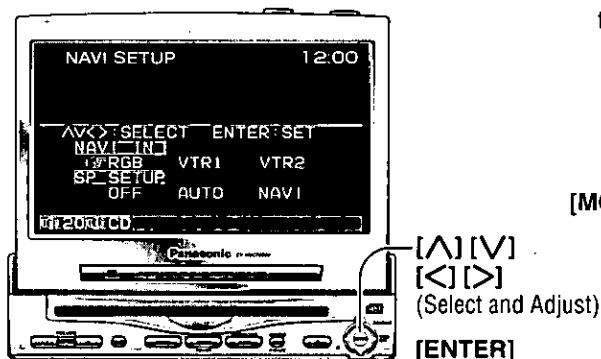 NAVI SETUP 12:00
∧∨<>:SELECT ENTER:SET
NAVI IN
☞RGB VTR1 VTR2
SP SETUP
OFF AUTO NAVI
CD
Panasonic
[∧] [∨]
[<] [>]
(Select and Adjust)
[ENTER]